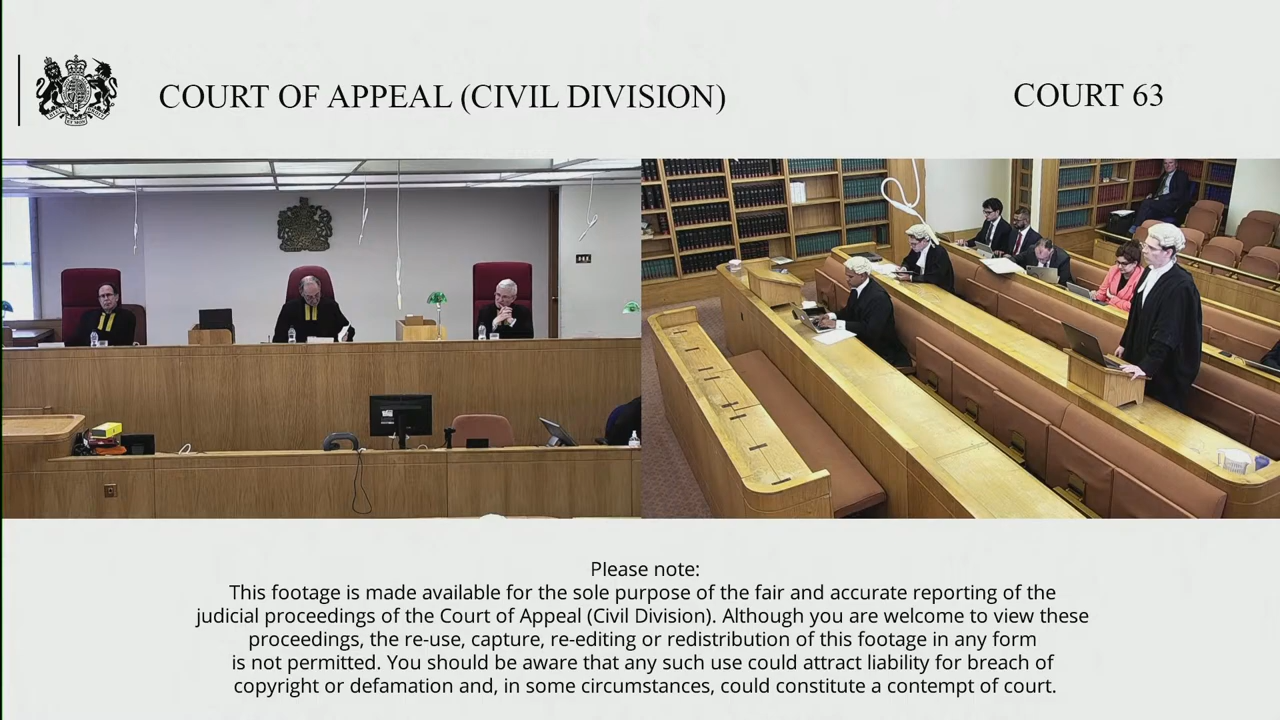 COURT OF APPEAL (CIVIL DIVISION)
COURT 63
Please note:
This footage is made available for the sole purpose of the fair and accurate reporting of the
judicial proceedings of the Court of Appeal (Civil Division). Although you are welcome to view these
proceedings, the re-use, capture, re-editing or redistribution of this footage in any form
is not permitted. You should be aware that any such use could attract liability for breach of
copyright or defamation and, in some circumstances, could constitute a contempt of court.